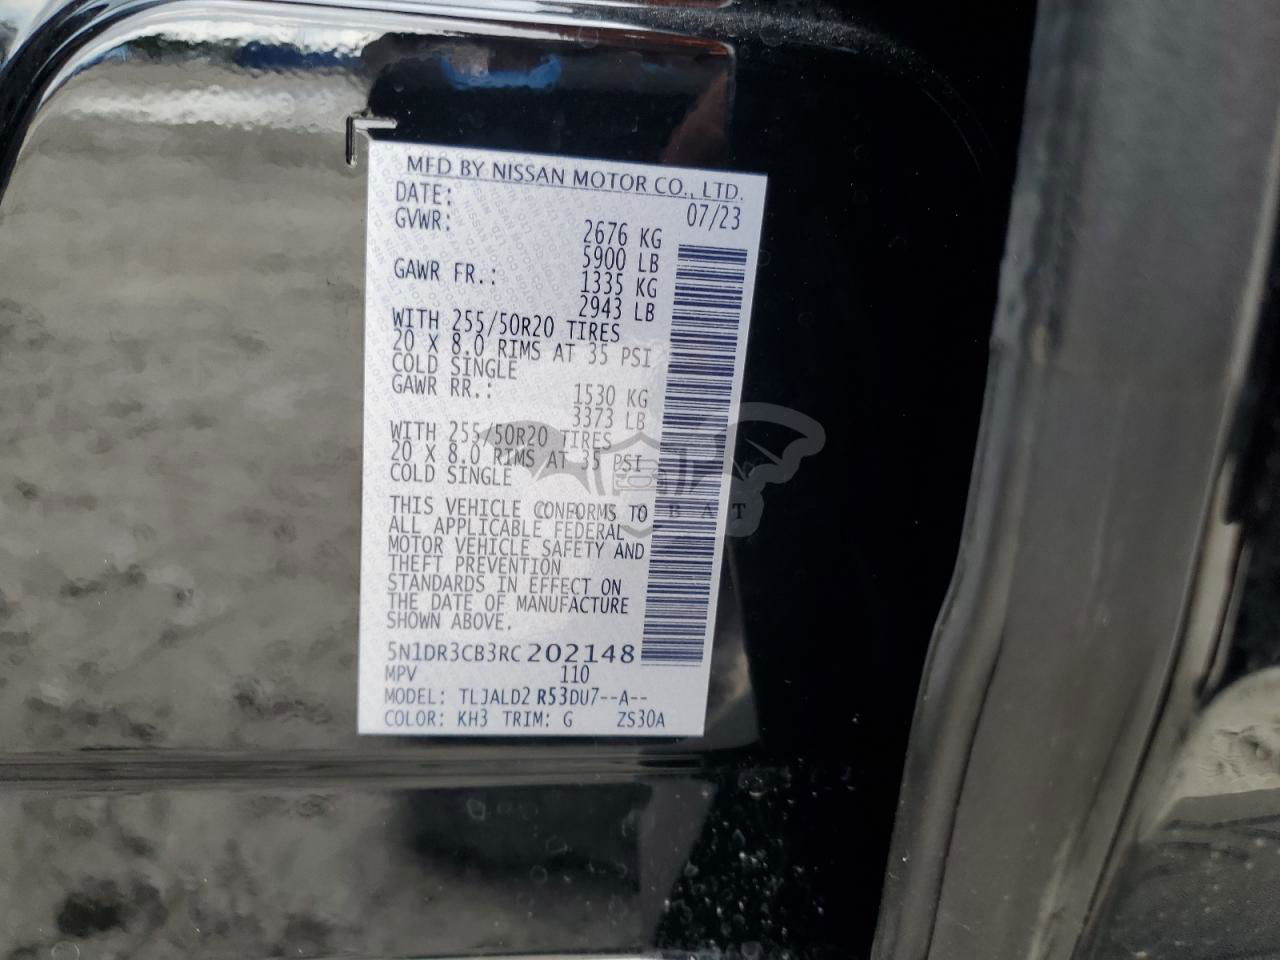 MFD BY NISSAN MOTOR CO., LTD.
DATE: 07/23
GVWR: 2676 KG
5900 LB
GAWR FR.: 1335 KG
2943 LB
WITH 255/50R20 TIRES
20 X 8.0 RIMS AT 35 PSI
COLD SINGLE
GAWR RR.: 1530 KG
3373 LB
WITH 255/50R20 TIRES
20 X 8.0 RIMS AT 35 PSI
COLD SINGLE
THIS VEHICLE CONFORMS TO
ALL APPLICABLE FEDERAL
MOTOR VEHICLE SAFETY AND
THEFT PREVENTION
STANDARDS IN EFFECT ON
THE DATE OF MANUFACTURE
SHOWN ABOVE.
5N1DR3CB3RC202148
MPV 110
MODEL: TLJALD2 R53DU7--A--
COLOR: KH3 TRIM: G ZS30A